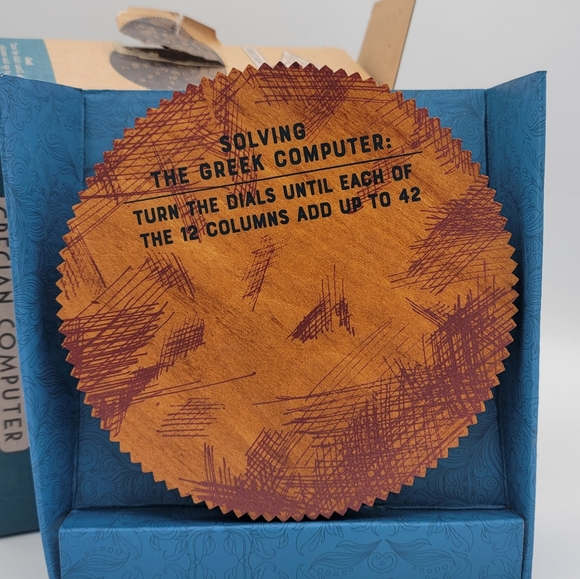 SOLVING
THE GREEK COMPUTER:
TURN THE DIALS UNTIL EACH OF
THE 12 COLUMNS ADD UP TO 42
GRECIAN COMPUTER